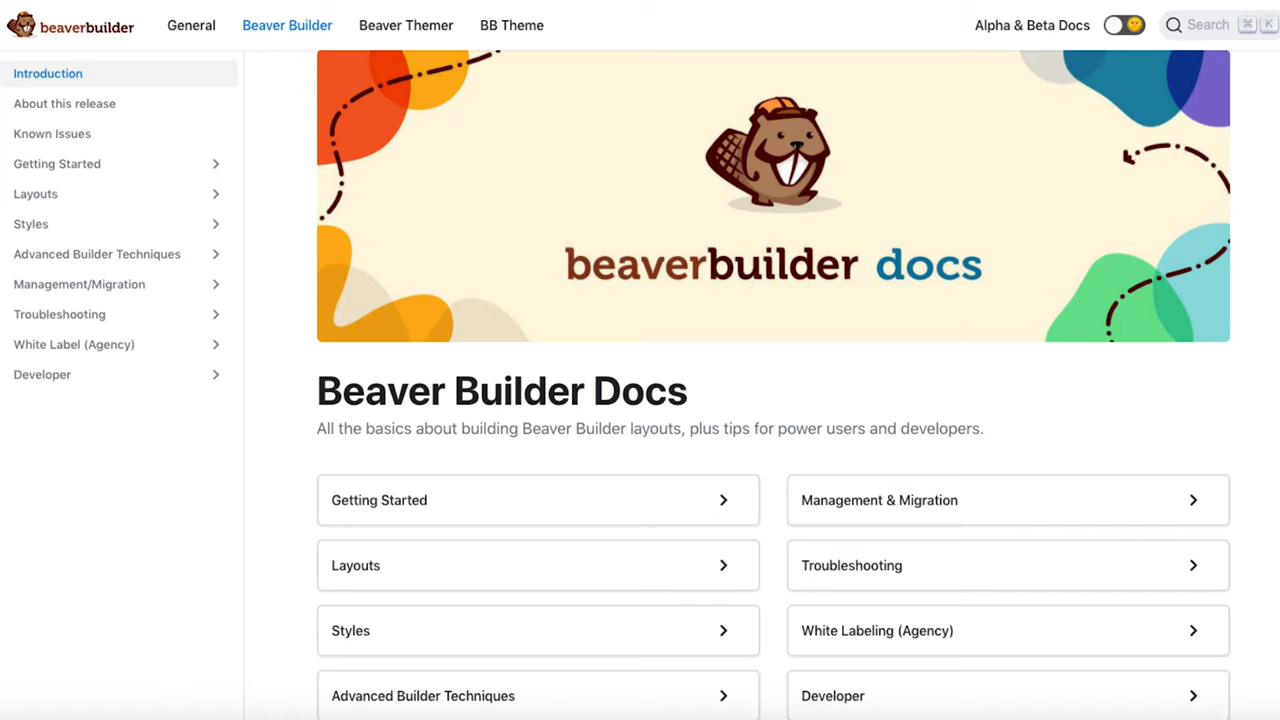 beaverbuilder
General
Beaver Builder
Beaver Themer
BB Theme
Alpha & Beta Docs
Search
⌘
K
Introduction
About this release
Known Issues
Getting Started
Layouts
Styles
Advanced Builder Techniques
Management/Migration
Troubleshooting
White Label (Agency)
Developer
beaverbuilder docs
Beaver Builder Docs
All the basics about building Beaver Builder layouts, plus tips for power users and developers.
Getting Started
Management & Migration
Layouts
Troubleshooting
Styles
White Labeling (Agency)
Advanced Builder Techniques
Developer